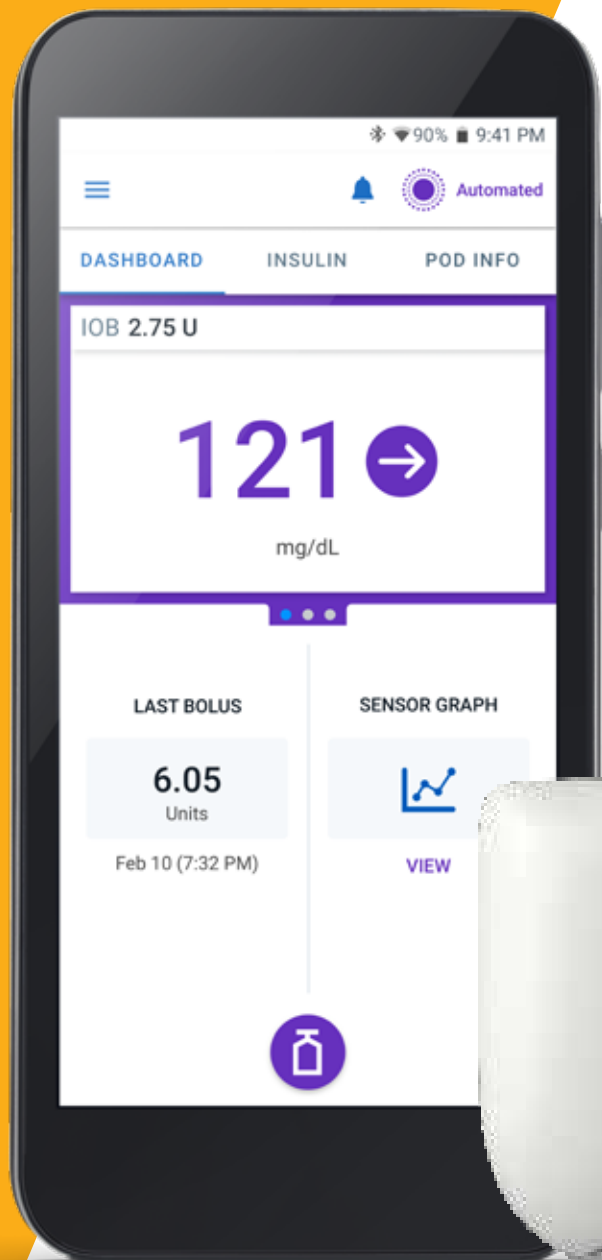 90% 9:41 PM
Automated
DASHBOARD INSULIN POD INFO
IOB 2.75 U
121
mg/dL
LAST BOLUS SENSOR GRAPH
6.05
Units
Feb 10 (7:32 PM) VIEW